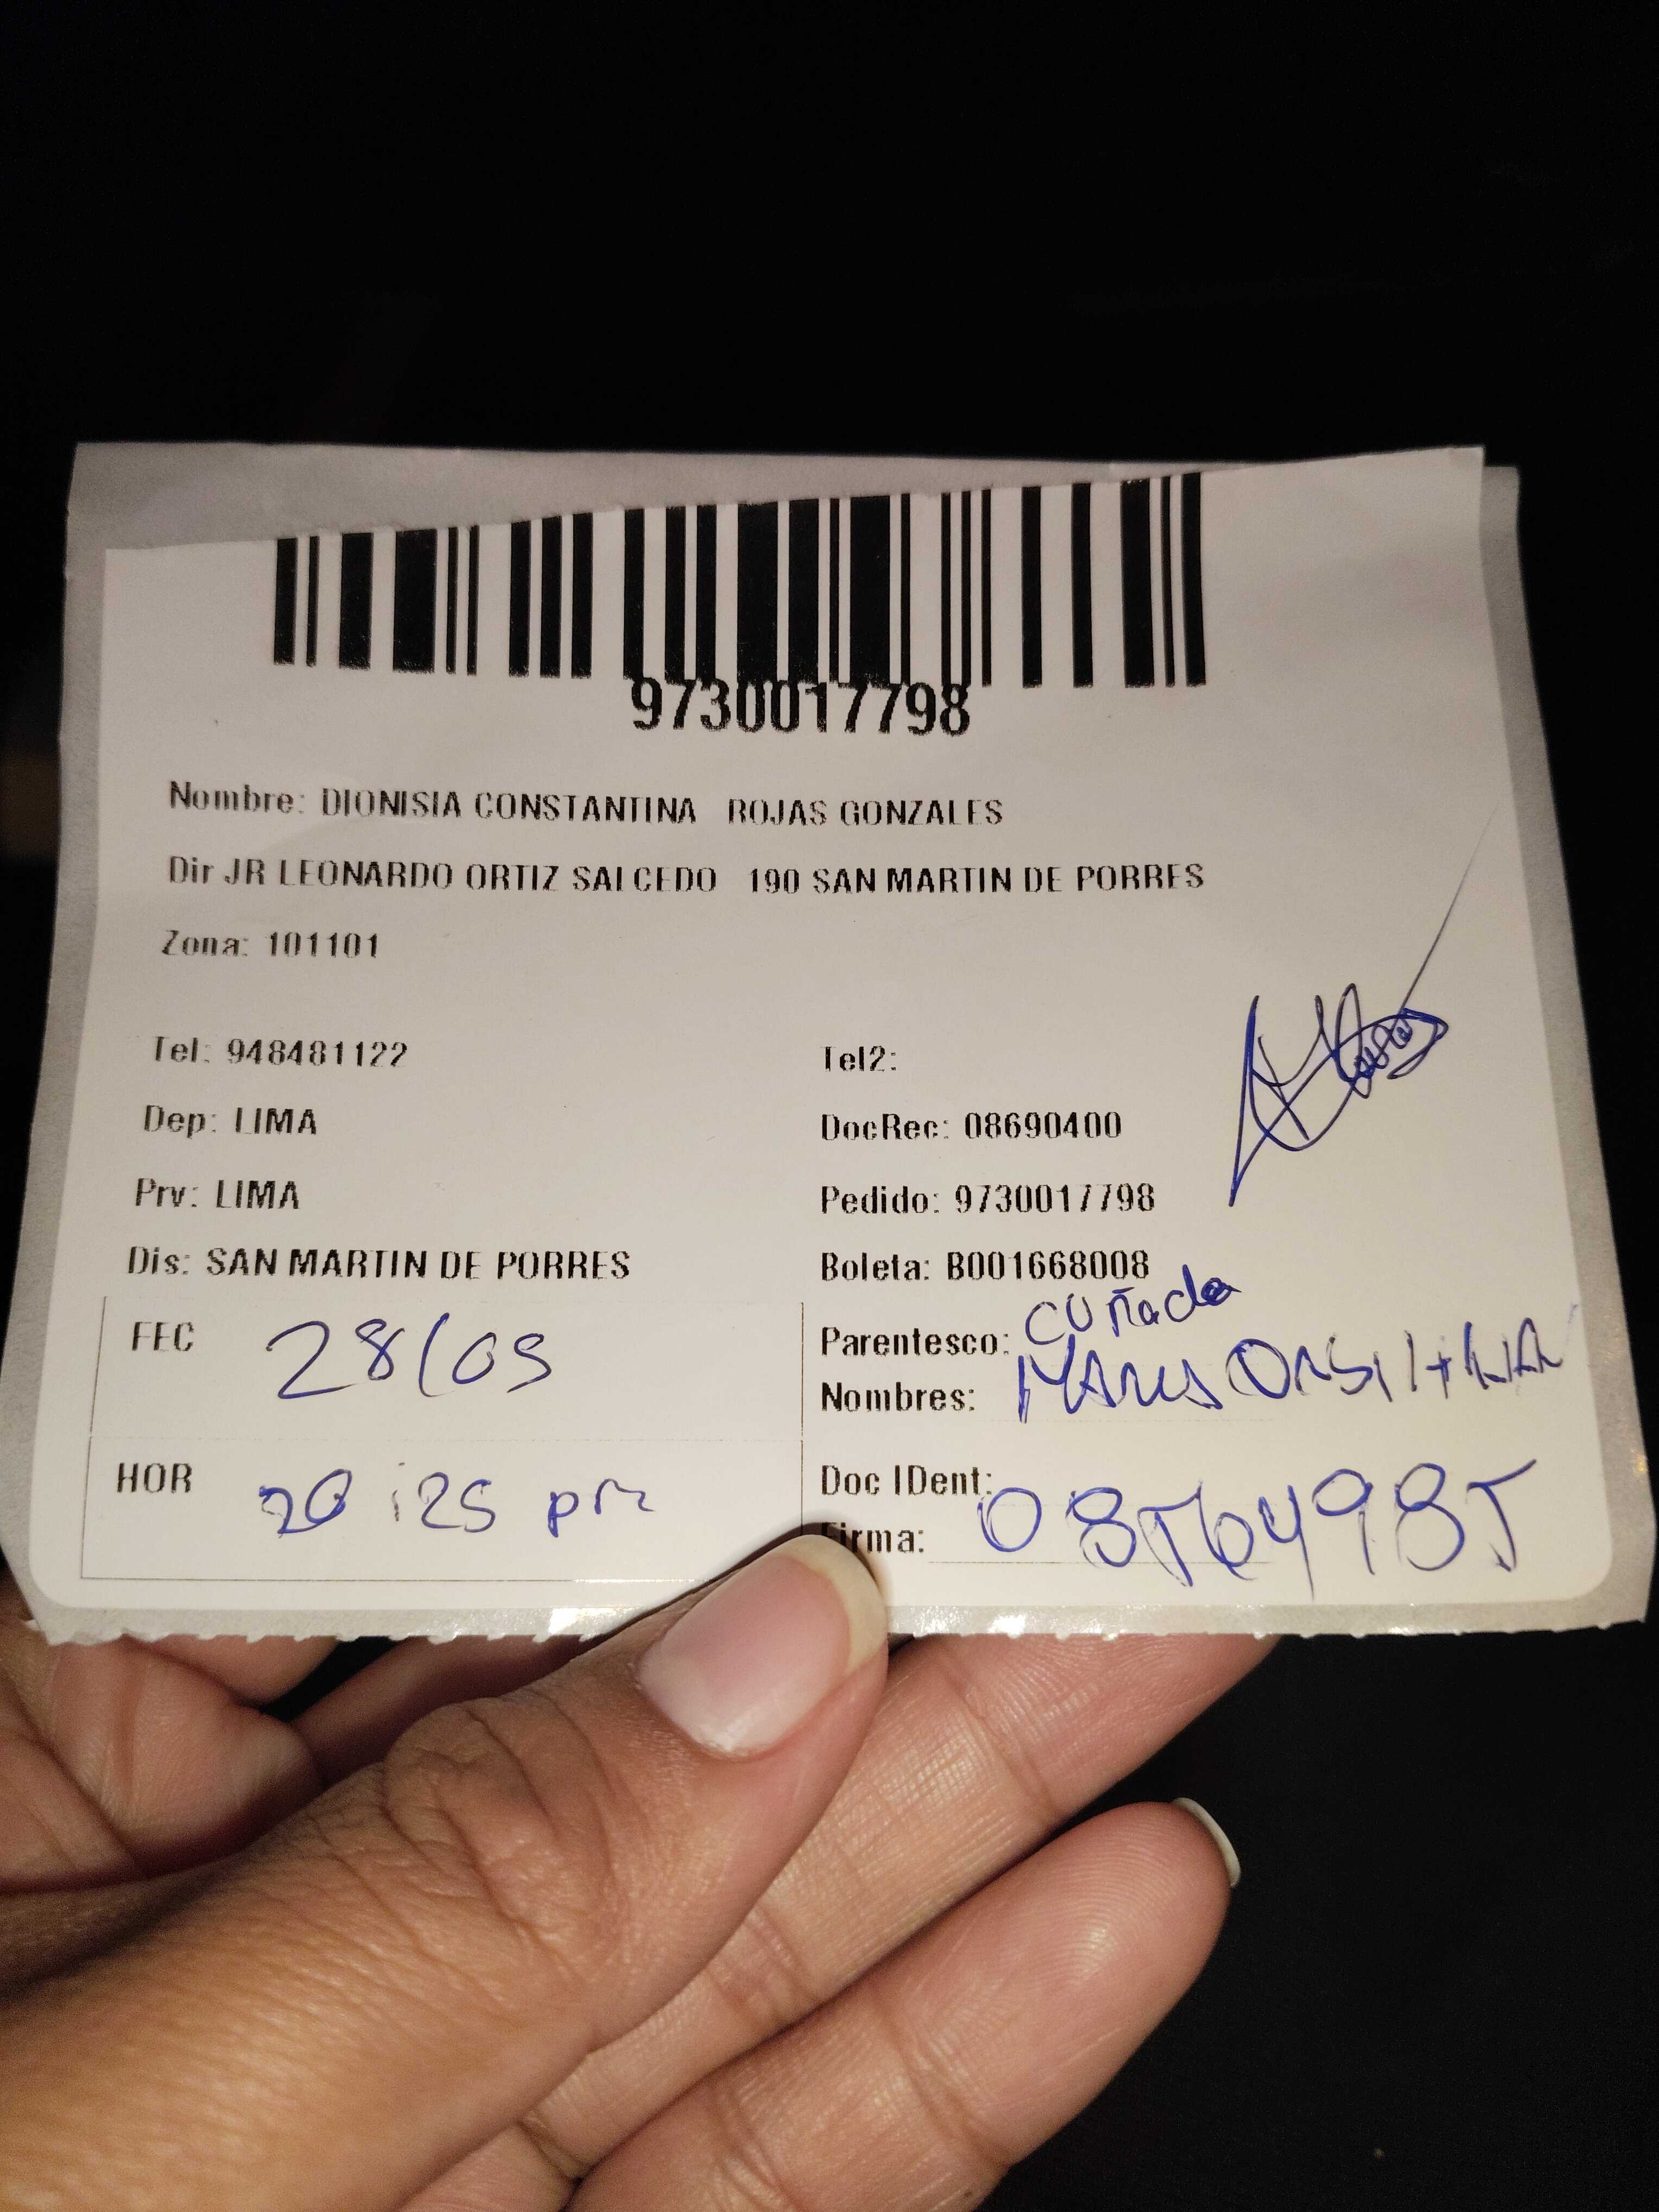 9730017798
Nombre: DIONISIA CONSTANTINA ROJAS GONZALES
Dir JR LEONARDO ORTIZ SALCEDO 190 SAN MARTIN DE PORRES
Zona: 101101
Tel: 948481122 Tel2:
Dep: LIMA DocRec: 08690400
Prv: LIMA Pedido: 9730017798
Dis: SAN MARTIN DE PORRES Boleta: B001668008
FEC 28/09 Parentesco: cuñada
Nombres: MARIA
HOR 20:25 pm Doc IDent: 08564985
Firma: